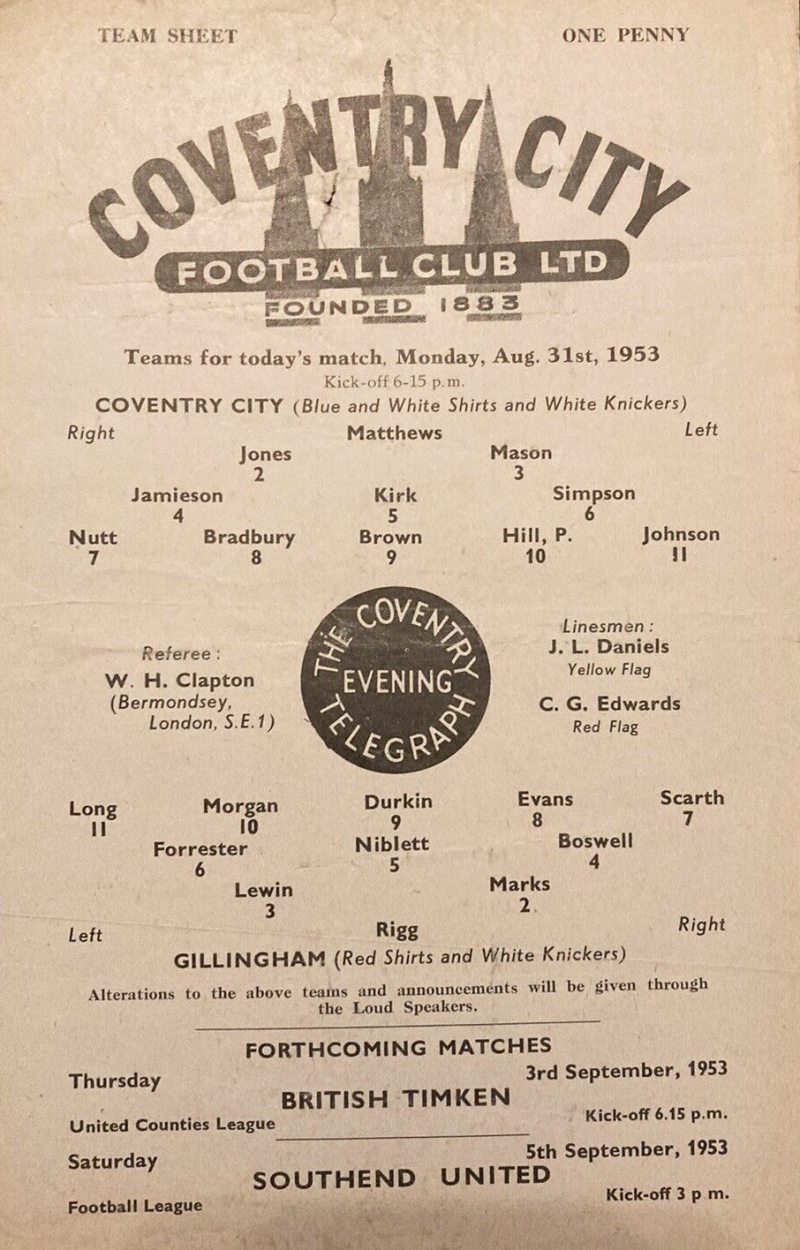 TEAM SHEET ONE PENNY
COVENTRY CITY
FOOTBALL CLUB LTD
FOUNDED 1883
Teams for today's match, Monday, Aug. 31st, 1953
Kick-off 6-15 p.m.
COVENTRY CITY (Blue and White Shirts and White Knickers)
Right Matthews Left
Jones Mason
2 3
Jamieson Kirk Simpson
4 5 6
Nutt Bradbury Brown Hill, P. Johnson
7 8 9 10 11
Referee :
W. H. Clapton
(Bermondsey,
London, S.E.1)
THE COVENTRY
EVENING
TELEGRAPH
Linesmen :
J. L. Daniels
Yellow Flag
C. G. Edwards
Red Flag
Long Morgan Durkin Evans Scarth
11 10 9 8 7
Forrester Niblett Boswell
6 5 4
Lewin Marks
3 2
Left Rigg Right
GILLINGHAM (Red Shirts and White Knickers)
Alterations to the above teams and announcements will be given through
the Loud Speakers.
FORTHCOMING MATCHES
Thursday 3rd September, 1953
BRITISH TIMKEN
United Counties League Kick-off 6.15 p.m.
Saturday 5th September, 1953
SOUTHEND UNITED
Football League Kick-off 3 p m.